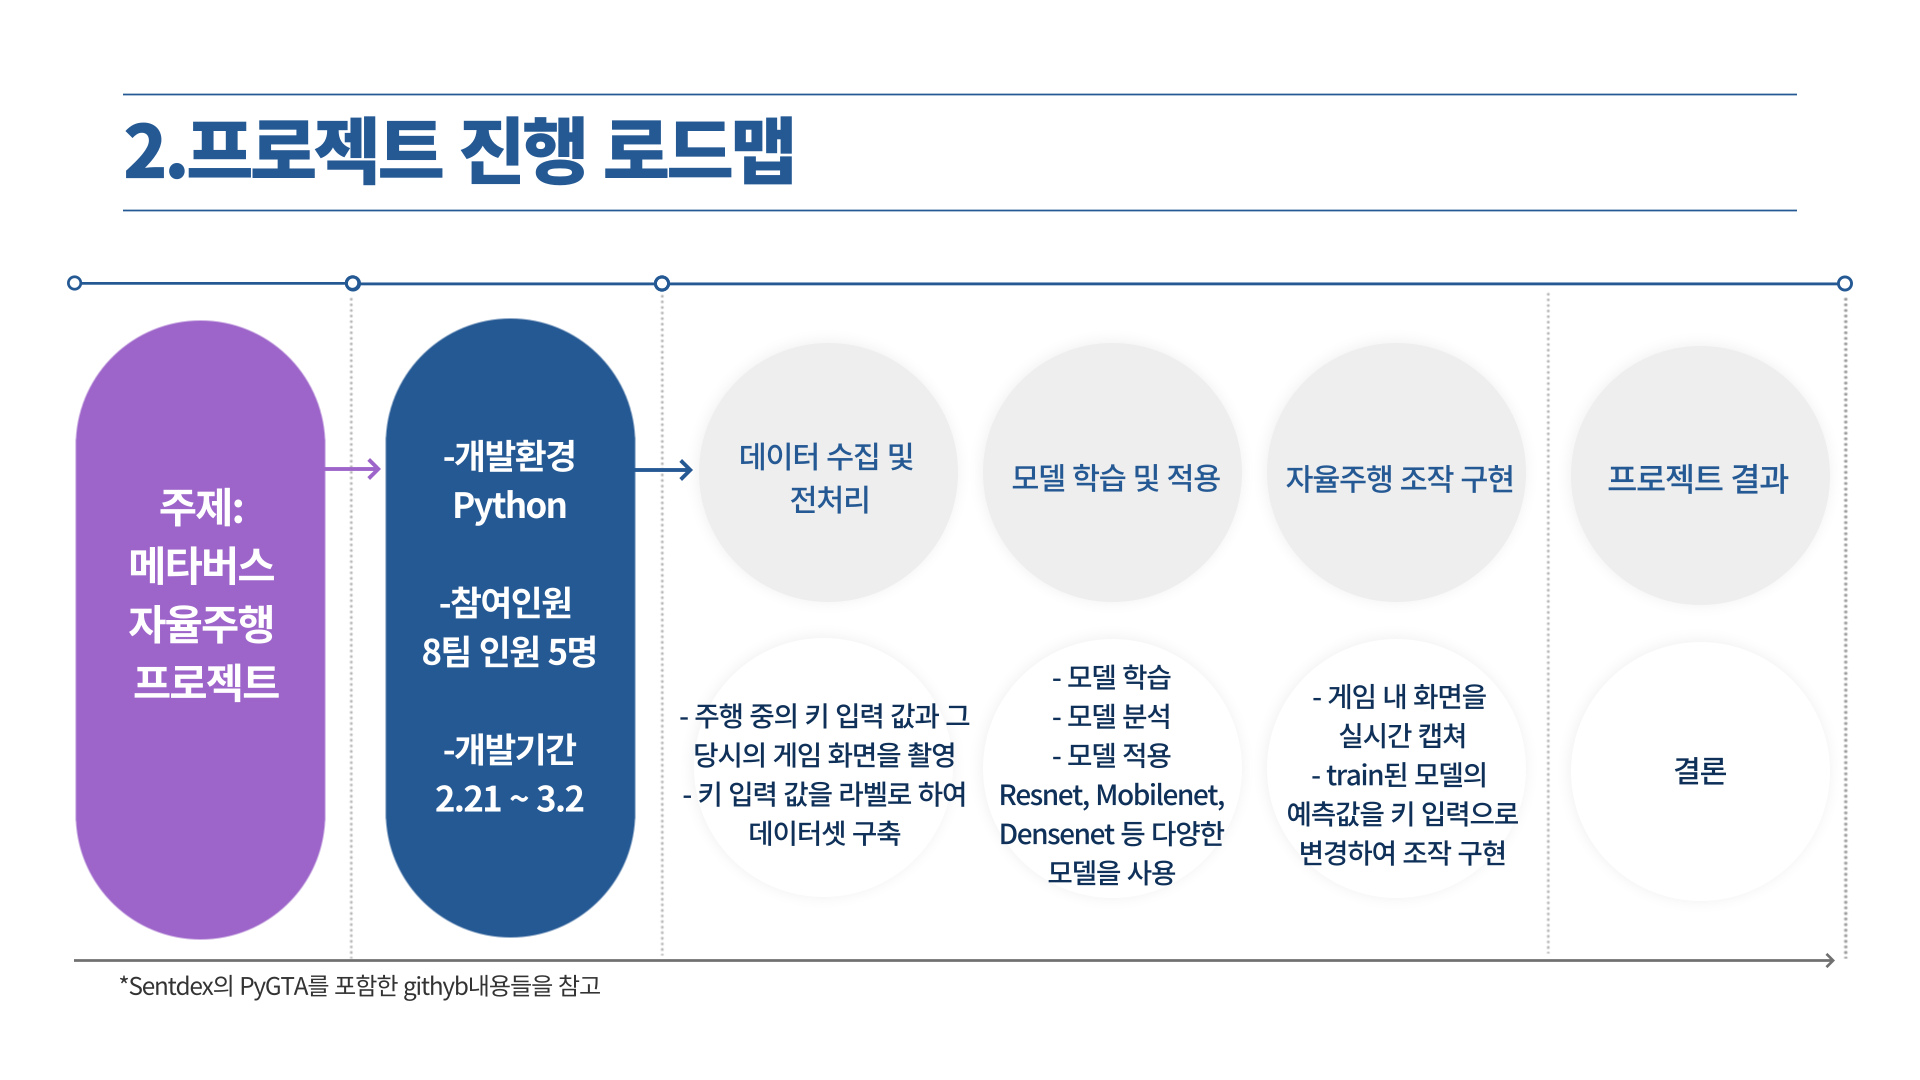 2.프로젝트 진행 로드맵
주제:
메타버스
자율주행
프로젝트
-개발환경
Python
-참여인원
8팀 인원 5명
-개발기간
2.21 ~ 3.2
데이터 수집 및
전처리
모델 학습 및 적용
자율주행 조작 구현
프로젝트 결과
- 주행 중의 키 입력 값과 그
당시의 게임 화면을 촬영
- 키 입력 값을 라벨로 하여
데이터셋 구축
- 모델 학습
- 모델 분석
- 모델 적용
Resnet, Mobilenet,
Densenet 등 다양한
모델을 사용
- 게임 내 화면을
실시간 캡쳐
- train된 모델의
예측값을 키 입력으로
변경하여 조작 구현
결론
*Sentdex의 PyGTA를 포함한 githyb내용들을 참고